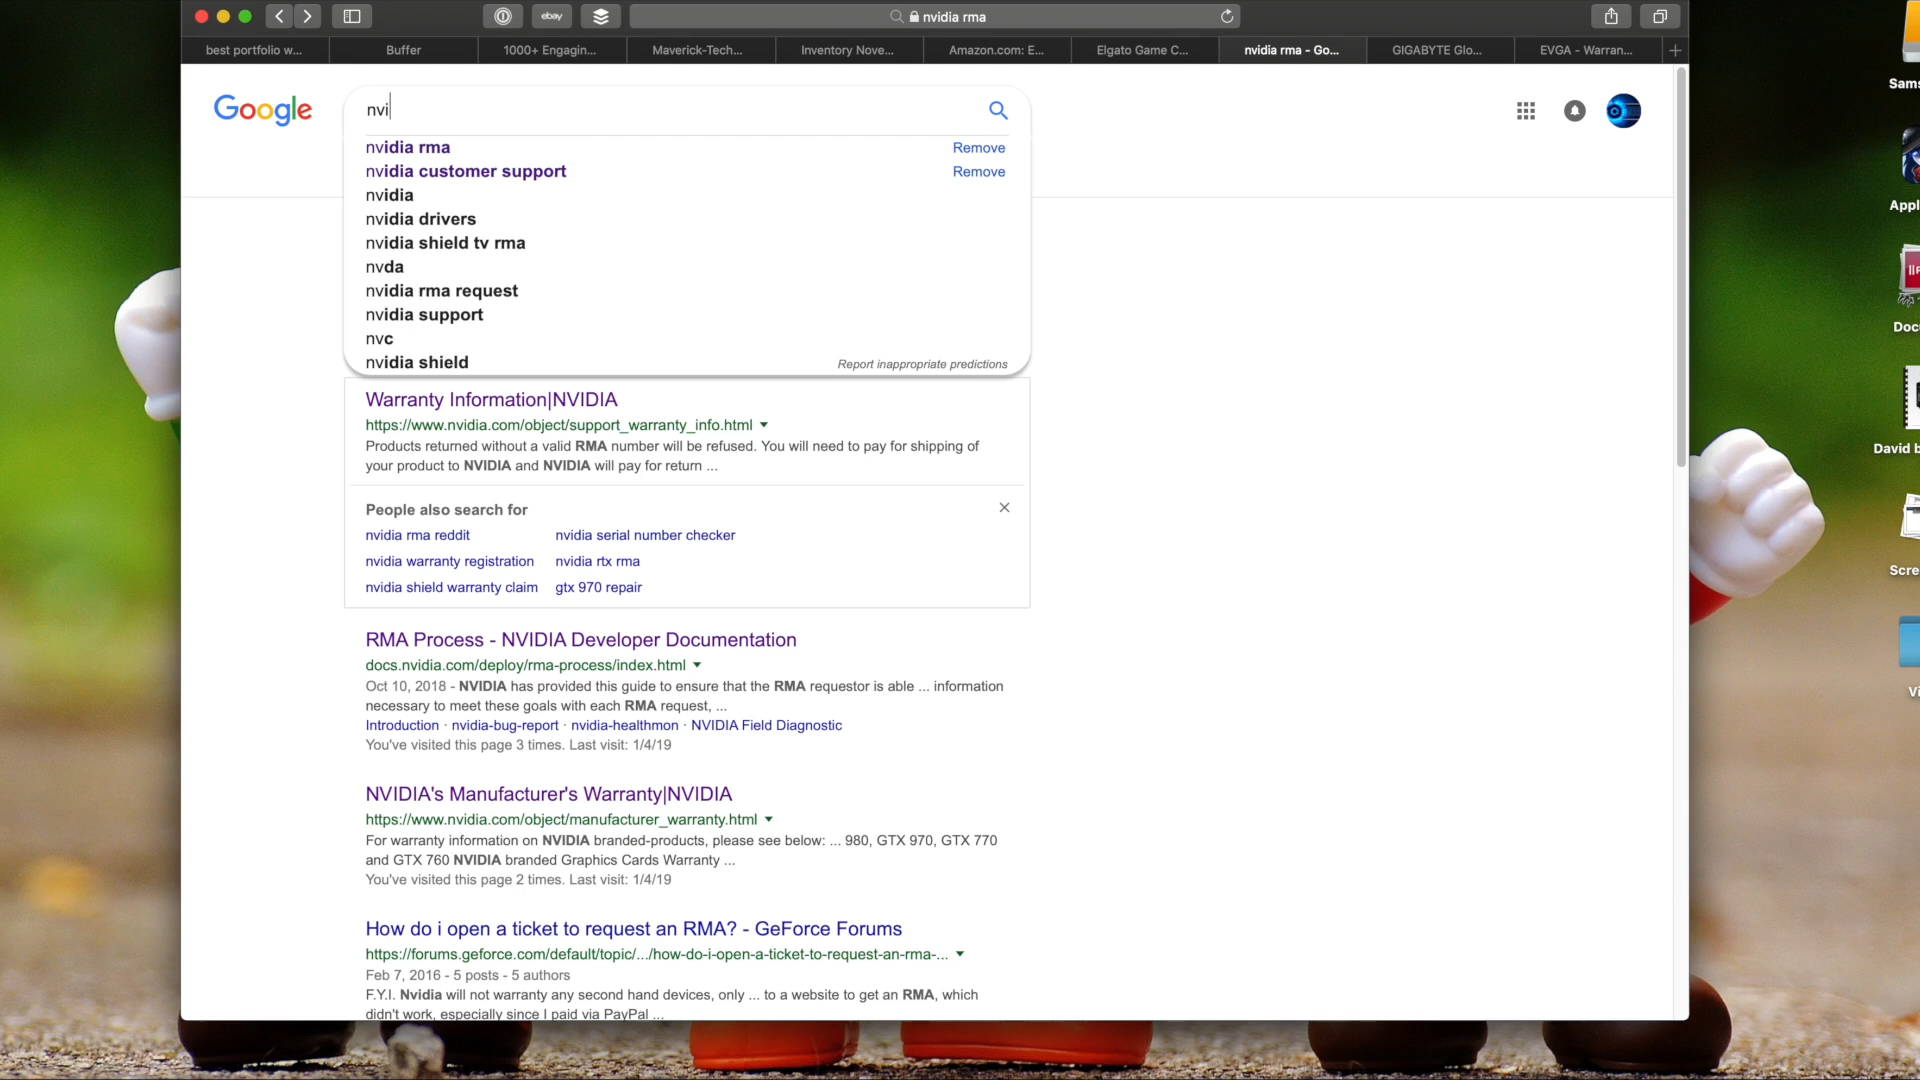 ebay
nvidia rma
best portfolio w...
Buffer
1000+ Engagin...
Maverick-Tech...
Inventory Nove...
Amazon.com: E...
Elgato Game C...
nvidia rma - Go...
GIGABYTE Glo...
EVGA - Warran...
Google
nvi
nvidia rma
Remove
nvidia customer support
Remove
nvidia
nvidia drivers
nvidia shield tv rma
nvda
nvidia rma request
nvidia support
nvc
nvidia shield
Report inappropriate predictions
Warranty Information|NVIDIA
https://www.nvidia.com/object/support_warranty_info.html
Products returned without a valid RMA number will be refused. You will need to pay for shipping of
your product to NVIDIA and NVIDIA will pay for return ...
People also search for
nvidia rma reddit
nvidia serial number checker
nvidia warranty registration
nvidia rtx rma
nvidia shield warranty claim
gtx 970 repair
RMA Process - NVIDIA Developer Documentation
docs.nvidia.com/deploy/rma-process/index.html
Oct 10, 2018 - NVIDIA has provided this guide to ensure that the RMA requestor is able ... information
necessary to meet these goals with each RMA request, ...
Introduction · nvidia-bug-report · nvidia-healthmon · NVIDIA Field Diagnostic
You've visited this page 3 times. Last visit: 1/4/19
NVIDIA's Manufacturer's Warranty|NVIDIA
https://www.nvidia.com/object/manufacturer_warranty.html
For warranty information on NVIDIA branded-products, please see below: ... 980, GTX 970, GTX 770
and GTX 760 NVIDIA branded Graphics Cards Warranty ...
You've visited this page 2 times. Last visit: 1/4/19
How do i open a ticket to request an RMA? - GeForce Forums
https://forums.geforce.com/default/topic/.../how-do-i-open-a-ticket-to-request-an-rma-...
Feb 7, 2016 - 5 posts - 5 authors
F.Y.I. Nvidia will not warranty any second hand devices, only ... to a website to get an RMA, which
didn't work, especially since I paid via PayPal ...
Sams
Appl
Doc
David b
Scre
Vi